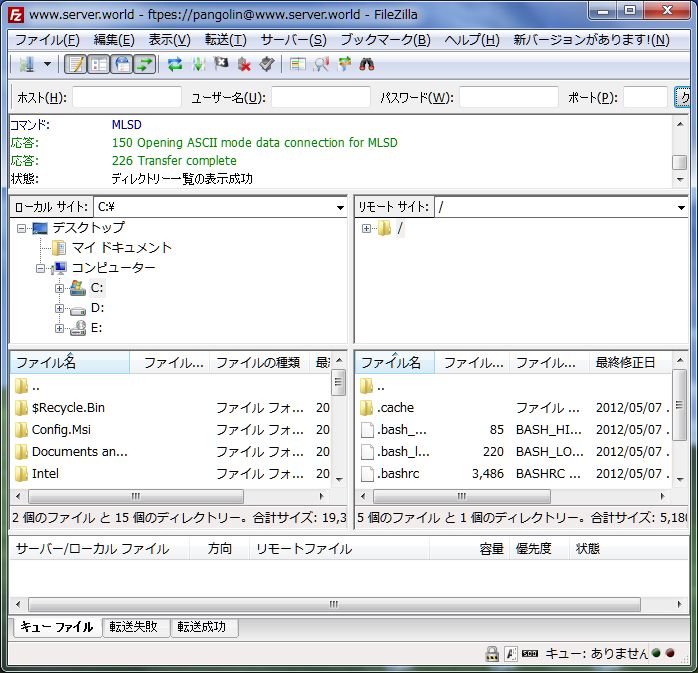 www.server.world - ftpes://pangolin@www.server.world - FileZilla
ファイル(F) 編集(E) 表示(V) 転送(T) サーバー(S) ブックマーク(B) ヘルプ(H) 新バージョンがあります!(N)
ホスト(H): ユーザー名(U): パスワード(W): ポート(P): ク
コマンド: MLSD
応答: 150 Opening ASCII mode data connection for MLSD
応答: 226 Transfer complete
状態: ディレクトリー一覧の表示成功
ローカル サイト: C:¥
リモート サイト: /
デスクトップ
マイ ドキュメント
コンピューター
C:
D:
E:
/
ファイル名 ファイル... ファイルの種類 最
..
$Recycle.Bin ファイル フォ... 20
Config.Msi ファイル フォ... 20
Documents an... ファイル フォ... 20
Intel ファイル フォ... 20
2 個のファイル と 15 個のディレクトリー。合計サイズ: 19,3
ファイル名 ファイル... ファイル... 最終修正日
..
.cache ファイル ... 2012/05/07 .
.bash_... 85 BASH_HI... 2012/05/07 .
.bash_l... 220 BASH_LO... 2012/05/07 .
.bashrc 3,486 BASHRC ... 2012/05/07 .
5 個のファイル と 1 個のディレクトリー。合計サイズ: 5,180
サーバー/ローカル ファイル 方向 リモートファイル 容量 優先度 状態
キュー ファイル 転送失敗 転送成功
キュー: ありません